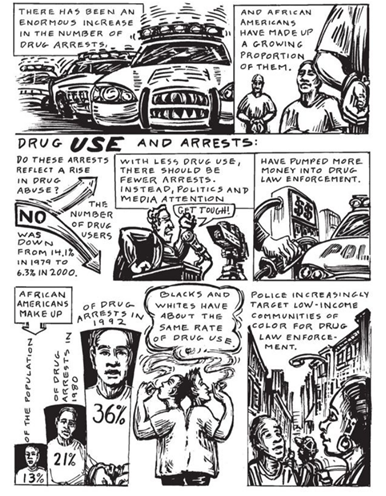 THERE HAS BEEN AN
ENORMOUS INCREASE
IN THE NUMBER OF
DRUG ARRESTS,
AND AFRICAN
AMERICANS
HAVE MADE UP
A GROWING
PROPORTION
OF THEM.
DRUG USE AND ARRESTS:
DO THESE ARRESTS
REFLECT A RISE
IN DRUG
ABUSE?
NO
THE
NUMBER OF
DRUG USERS
WAS
DOWN
FROM 14.1%
IN 1979 TO
6.3% IN 2000.
WITH LESS DRUG USE,
THERE SHOULD BE
FEWER ARRESTS.
INSTEAD, POLITICS AND
MEDIA ATTENTION
GET TOUGH!
HAVE PUMPED MORE
MONEY INTO DRUG
LAW ENFORCEMENT.
$$
POL
AFRICAN
AMERICANS
MAKE UP
OF THE POPULATION
13%
OF DRUG
ARRESTS IN
1980
21%
OF DRUG
ARRESTS IN
1992
36%
BLACKS AND
WHITES HAVE
ABOUT THE
SAME RATE
OF DRUG USE
POLICE INCREASINGLY
TARGET LOW-INCOME
COMMUNITIES OF
COLOR FOR DRUG
LAW ENFORCE-
MENT.